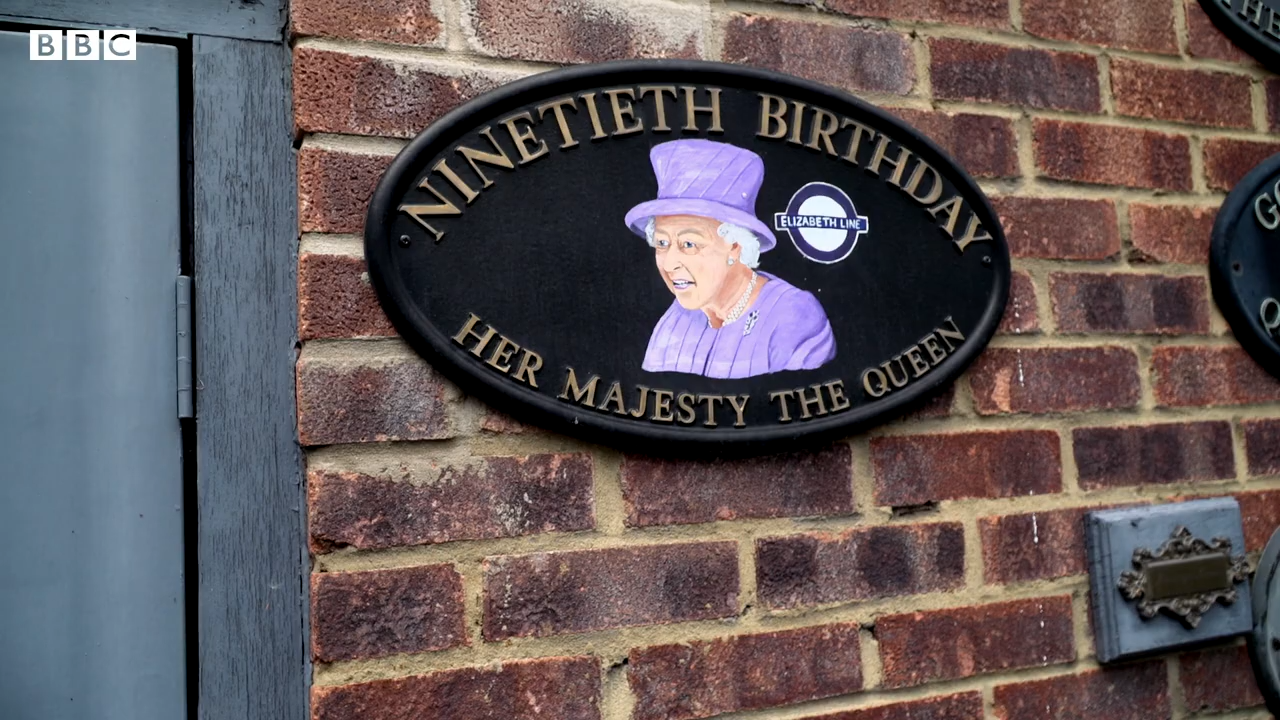 BBC
NINETIETH BIRTHDAY
ELIZABETH LINE
HER MAJESTY THE QUEEN